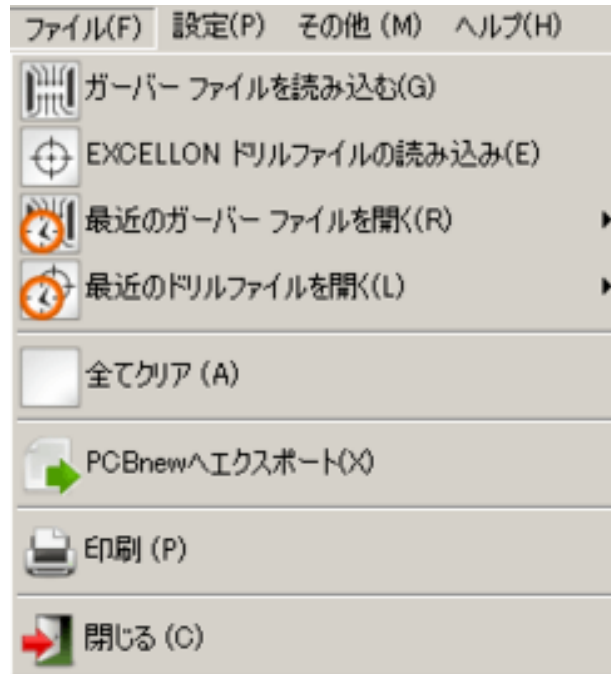 ファイル(F) 設定(P) その他 (M) ヘルプ(H)
ガーバー ファイルを読み込む(G)
EXCELLON ドリルファイルの読み込み(E)
最近のガーバー ファイルを開く(R)
最近のドリルファイルを開く(L)
全てクリア (A)
PCBnewへエクスポート(X)
印刷 (P)
閉じる (C)